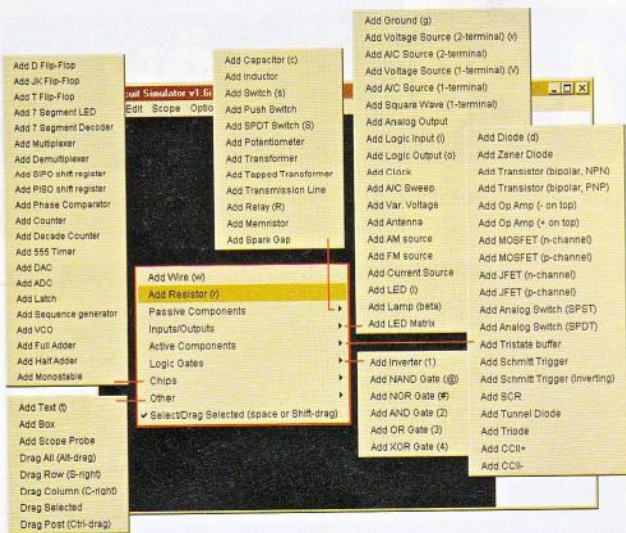 Add D Flip-Flop
Add JK Flip-Flop
Add T Flip-Flop
Add 7 Segment LED
Add 7 Segment Decoder
Add Multiplexer
Add Demultiplexer
Add SIPO shift register
Add PISO shift register
Add Phase Comparator
Add Counter
Add Decade Counter
Add 555 Timer
Add DAC
Add ADC
Add Latch
Add Sequence generator
Add VCO
Add Full Adder
Add Half Adder
Add Monostable
Add Text (t)
Add Box
Add Scope Probe
Drag All (Alt-drag)
Drag Row (S-right)
Drag Column (C-right)
Drag Selected
Drag Post (Ctrl-drag)
cuit Simulator v1.6i
Edit Scope Optio
Add Capacitor (c)
Add Inductor
Add Switch (s)
Add Push Switch
Add SPDT Switch (S)
Add Potentiometer
Add Transformer
Add Tapped Transformer
Add Transmission Line
Add Relay (R)
Add Memristor
Add Spark Gap
Add Wire (w)
Add Resistor (r)
Passive Components
Inputs/Outputs
Active Components
Logic Gates
Chips
Other
Select/Drag Selected (space or Shift-drag)
Add Ground (g)
Add Voltage Source (2-terminal) (v)
Add A/C Source (2-terminal)
Add Voltage Source (1-terminal) (V)
Add A/C Source (1-terminal)
Add Square Wave (1-terminal)
Add Analog Output
Add Logic Input (i)
Add Logic Output (o)
Add Clock
Add A/C Sweep
Add Var. Voltage
Add Antenna
Add AM source
Add FM source
Add Current Source
Add LED (l)
Add Lamp (beta)
Add LED Matrix
Add Inverter (1)
Add NAND Gate (@)
Add NOR Gate (#)
Add AND Gate (2)
Add OR Gate (3)
Add XOR Gate (4)
Add Diode (d)
Add Zener Diode
Add Transistor (bipolar, NPN)
Add Transistor (bipolar, PNP)
Add Op Amp (- on top)
Add Op Amp (+ on top)
Add MOSFET (n-channel)
Add MOSFET (p-channel)
Add JFET (n-channel)
Add JFET (p-channel)
Add Analog Switch (SPST)
Add Analog Switch (SPDT)
Add Tristate buffer
Add Schmitt Trigger
Add Schmitt Trigger (Inverting)
Add SCR
Add Tunnel Diode
Add Triode
Add CCII+
Add CCII-